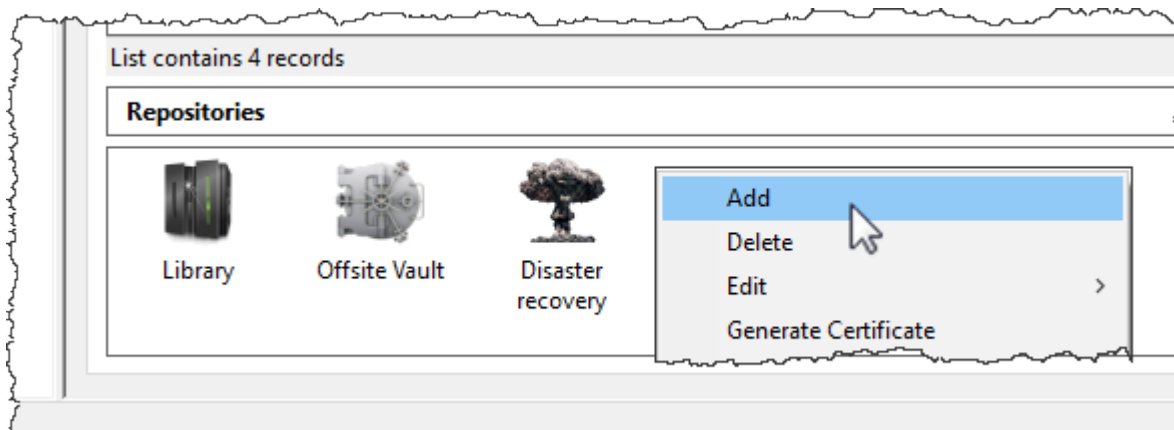 List contains 4 records
Repositories
Library
Offsite Vault
Disaster
recovery
Add
Delete
Edit
Generate Certificate